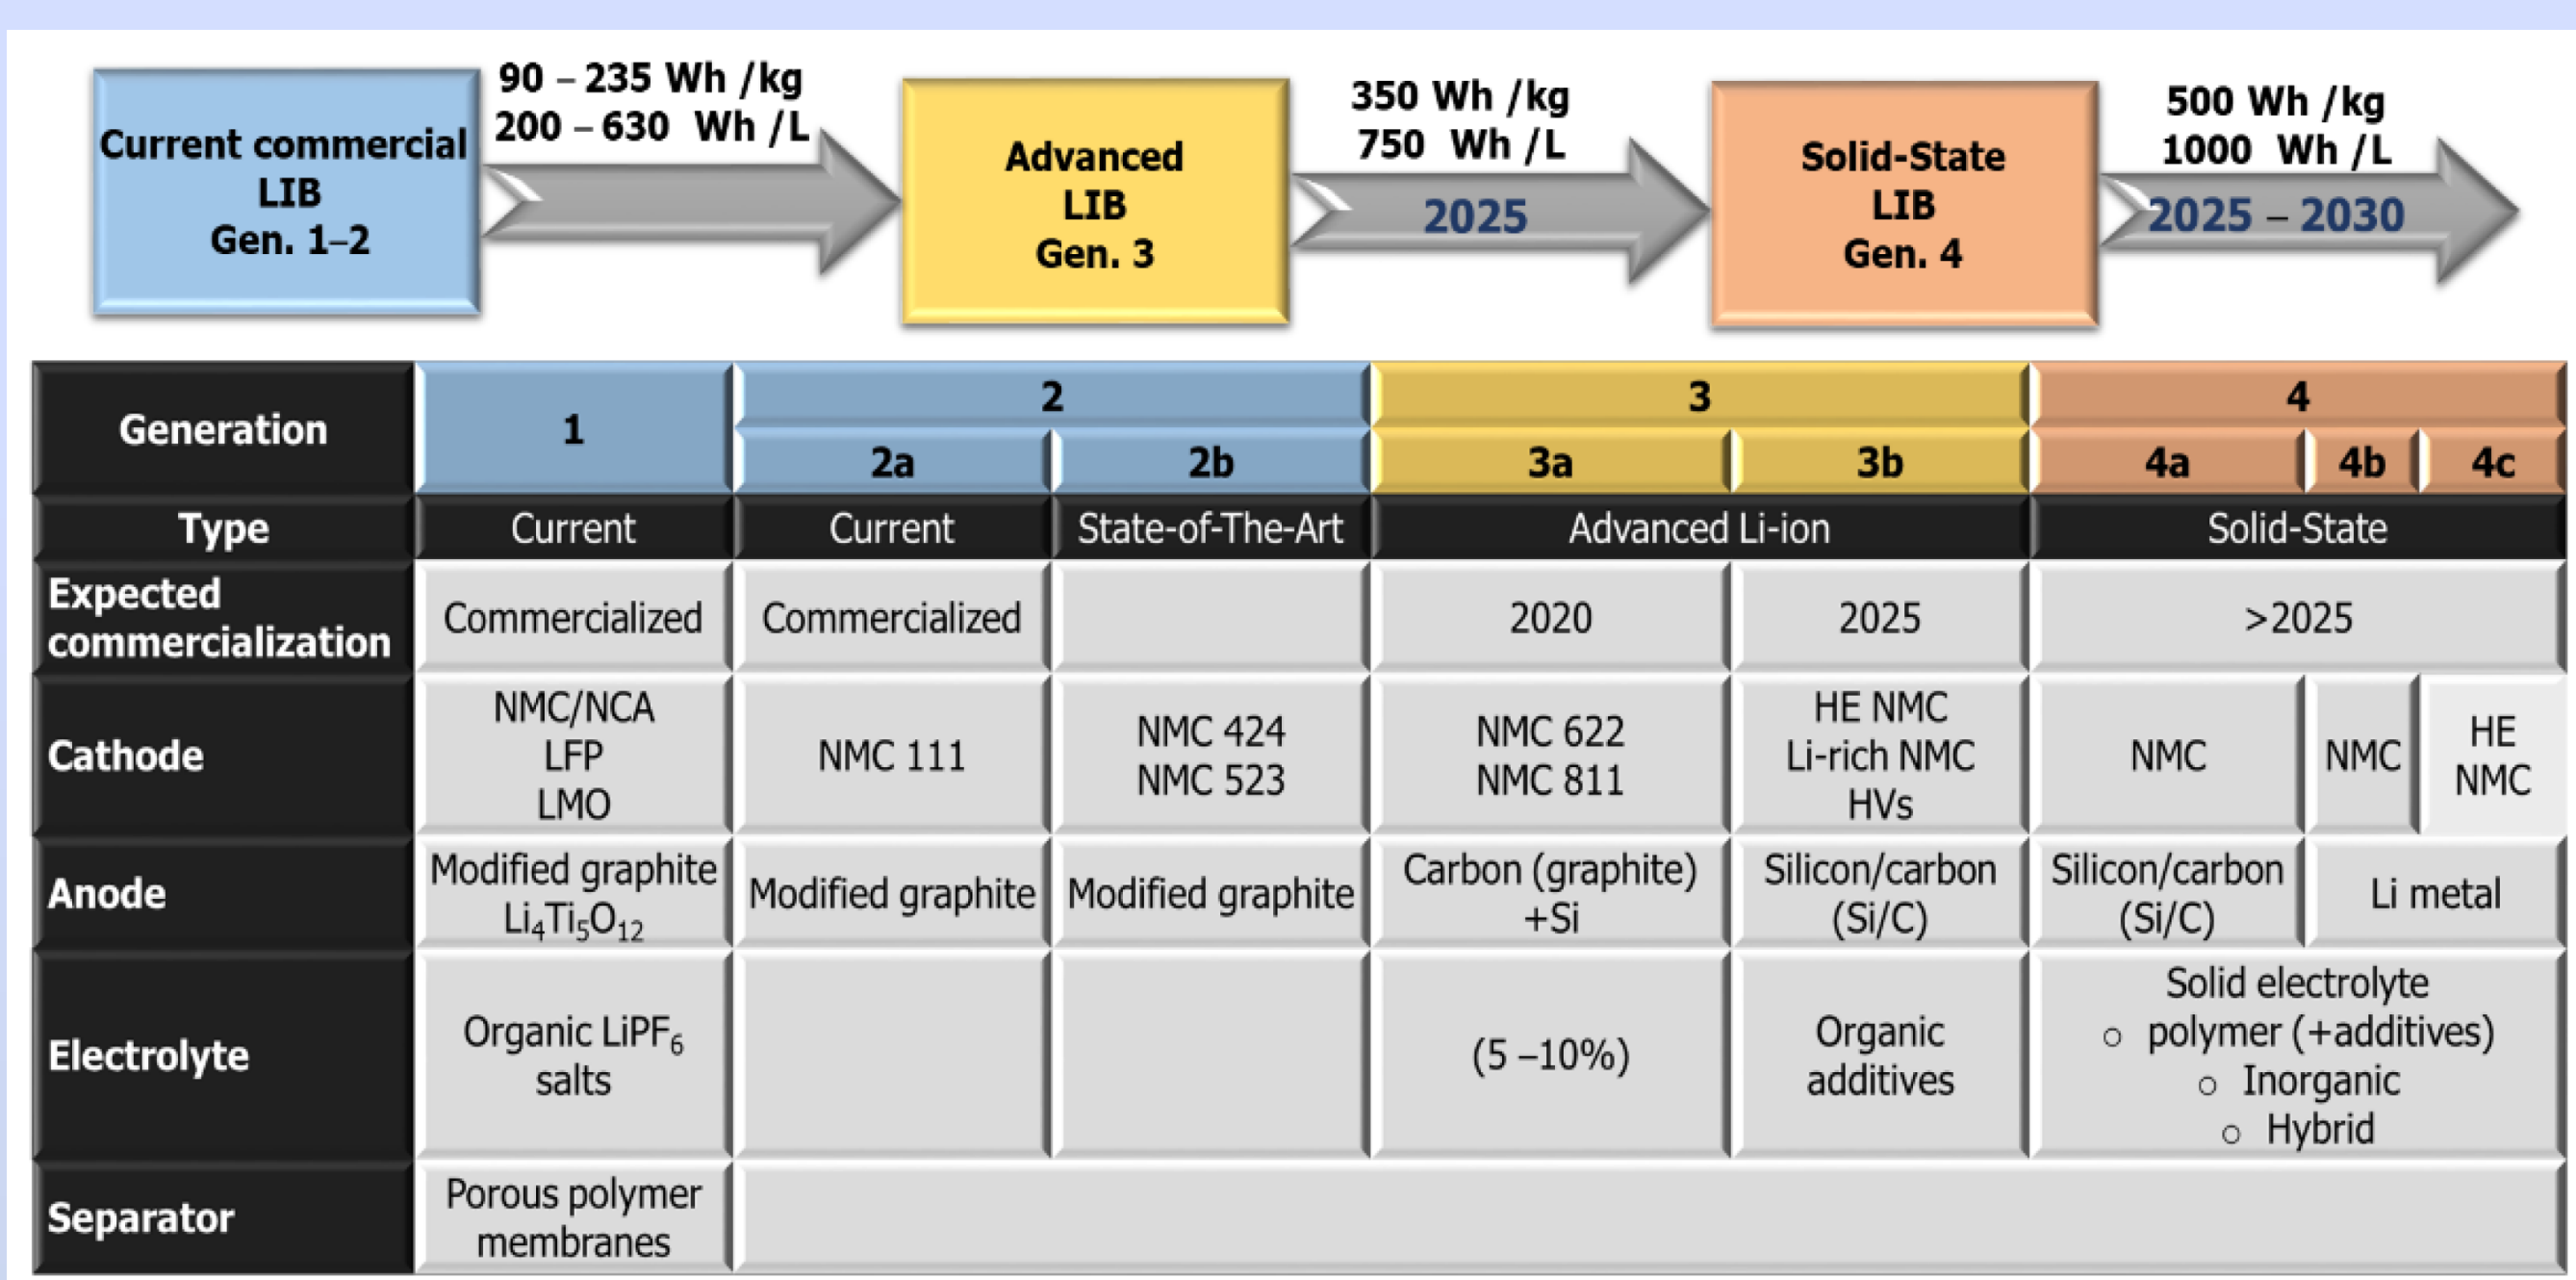 Current commercial
LIB
Gen. 1–2
90 – 235 Wh /kg
200 – 630 Wh /L
Advanced
LIB
Gen. 3
350 Wh /kg
750 Wh /L
2025
Solid-State
LIB
Gen. 4
500 Wh /kg
1000 Wh /L
2025 – 2030
Generation
1
2
3
4
2a
2b
3a
3b
4a
4b
4c
Type
Current
Current
State-of-The-Art
Advanced Li-ion
Solid-State
Expected
commercialization
Commercialized
Commercialized
2020
2025
>2025
Cathode
NMC/NCA
LFP
LMO
NMC 111
NMC 424
NMC 523
NMC 622
NMC 811
HE NMC
Li-rich NMC
HVs
NMC
NMC
HE
NMC
Anode
Modified graphite
Li₄Ti₅O₁₂
Modified graphite
Modified graphite
Carbon (graphite)
+Si
Silicon/carbon
(Si/C)
Silicon/carbon
(Si/C)
Li metal
Electrolyte
Organic LiPF₆
salts
(5 –10%)
Organic
additives
Solid electrolyte
o polymer (+additives)
o Inorganic
o Hybrid
Separator
Porous polymer
membranes